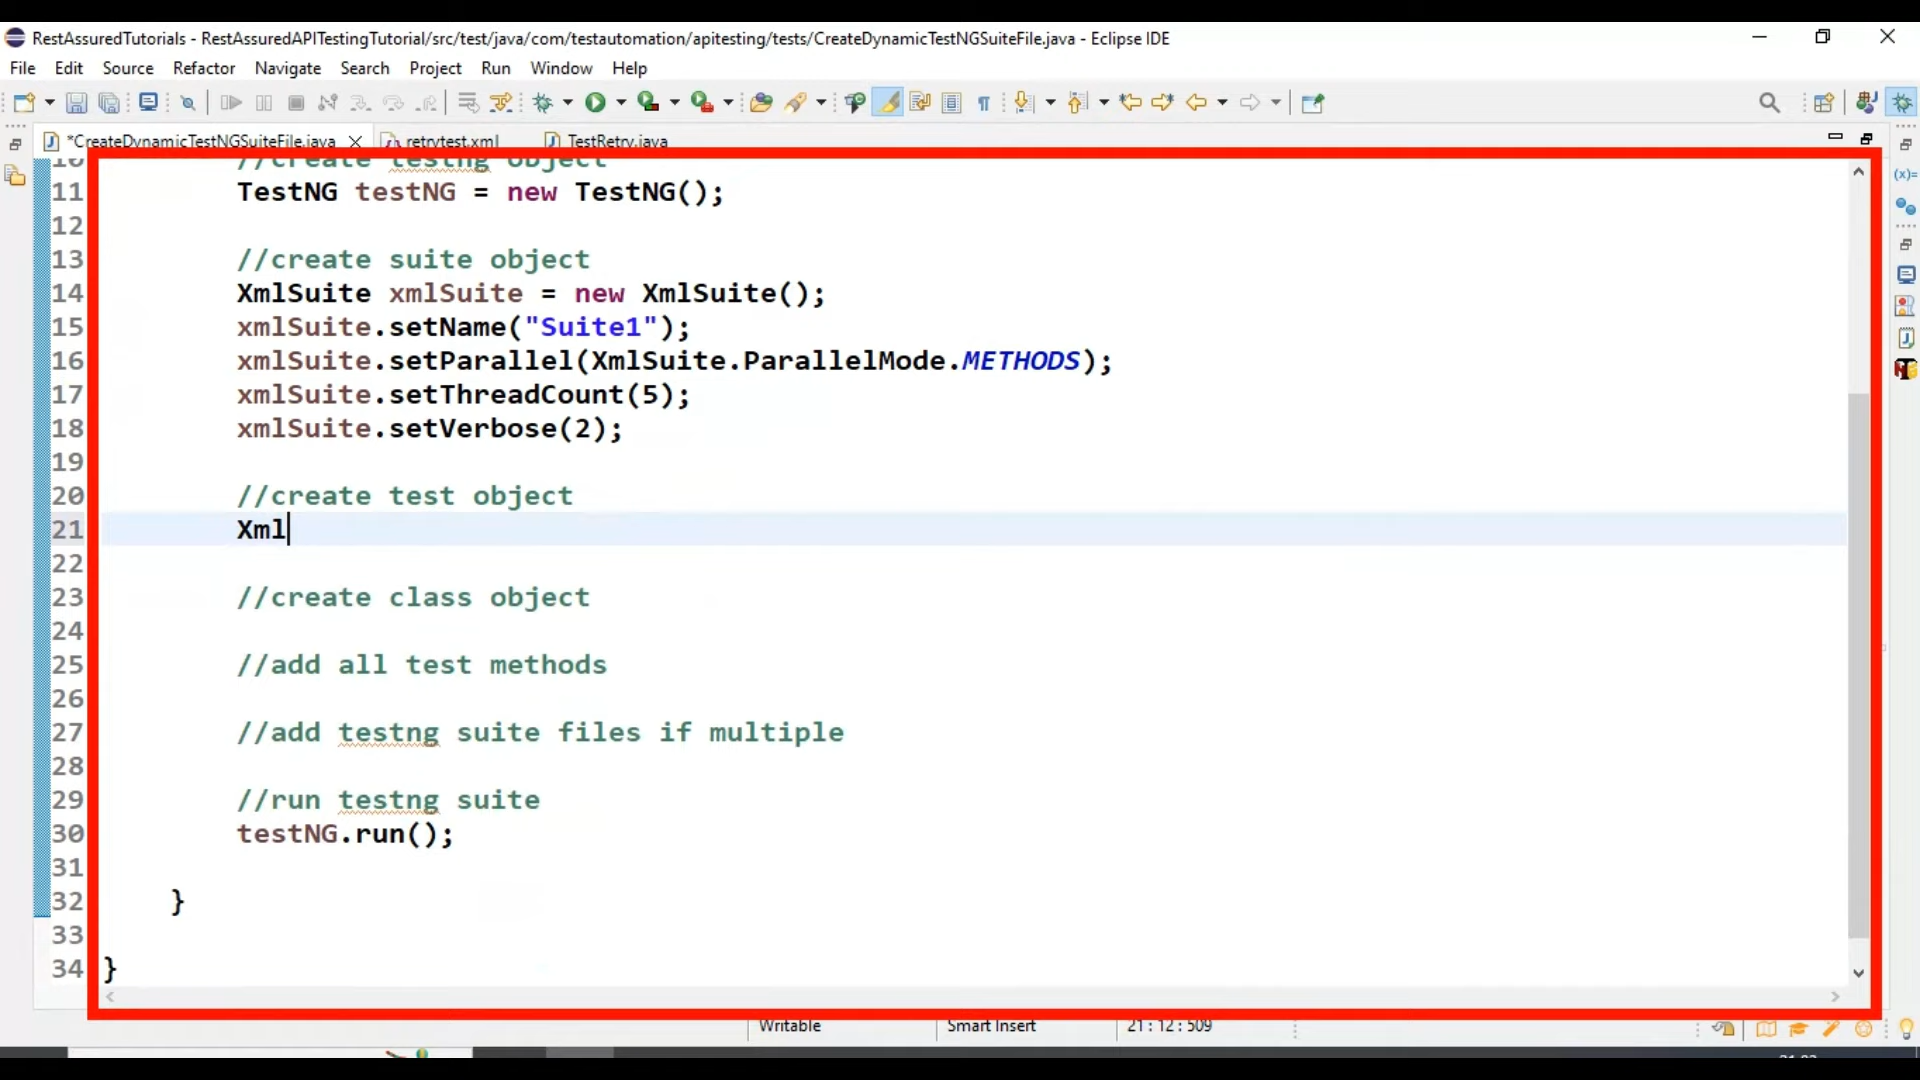 RestAssuredTutorials - RestAssuredAPITestingTutorial/src/test/java/com/testautomation/apitesting/tests/CreateDynamicTestNGSuiteFile.java - Eclipse IDE
File Edit Source Refactor Navigate Search Project Run Window Help
*CreateDynamicTestNGSuiteFile.java retrytest.xml TestRetry.java
10 //create testng object
11 TestNG testNG = new TestNG();
12
13 //create suite object
14 XmlSuite xmlSuite = new XmlSuite();
15 xmlSuite.setName("Suite1");
16 xmlSuite.setParallel(XmlSuite.ParallelMode.METHODS);
17 xmlSuite.setThreadCount(5);
18 xmlSuite.setVerbose(2);
19
20 //create test object
21 Xml
22
23 //create class object
24
25 //add all test methods
26
27 //add testng suite files if multiple
28
29 //run testng suite
30 testNG.run();
31
32 }
33
34 }
Writable Smart Insert 21 : 12 : 509